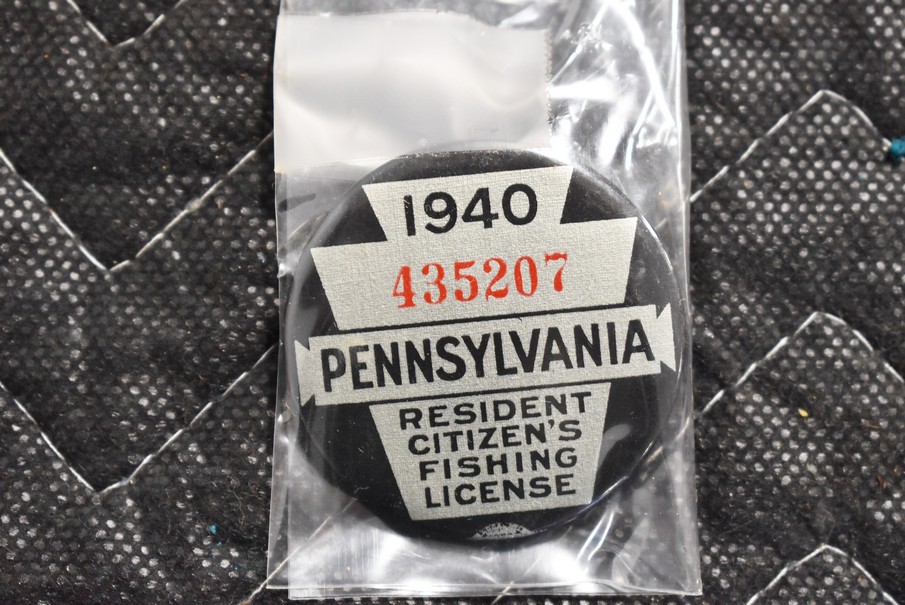 1940
435207
PENNSYLVANIA
RESIDENT
CITIZEN'S
FISHING
LICENSE